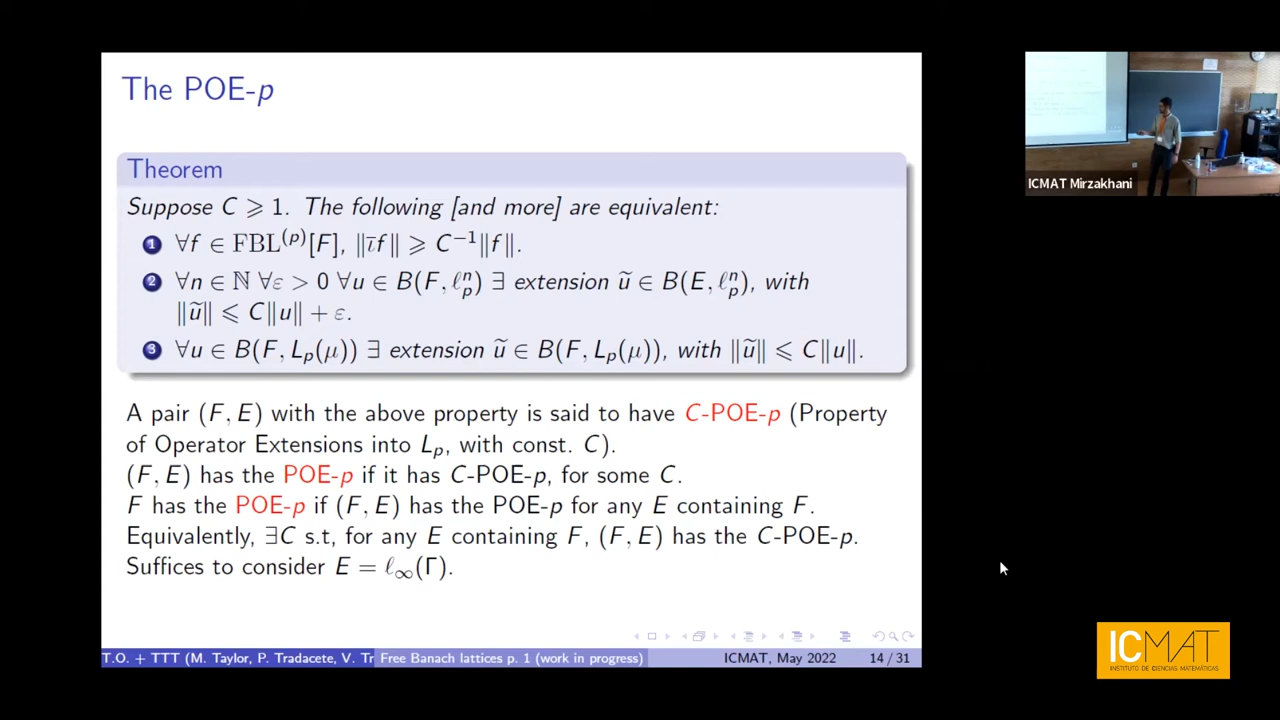 The POE-p
Theorem
Suppose C ⩾ 1. The following [and more] are equivalent:
1 ∀f ∈ FBL^(p)[F], ‖ῑf‖ ⩾ C⁻¹‖f‖.
2 ∀n ∈ ℕ ∀ε > 0 ∀u ∈ B(F, ℓ_p^n) ∃ extension ũ ∈ B(E, ℓ_p^n), with
‖ũ‖ ⩽ C‖u‖ + ε.
3 ∀u ∈ B(F, L_p(μ)) ∃ extension ũ ∈ B(F, L_p(μ)), with ‖ũ‖ ⩽ C‖u‖.
A pair (F, E) with the above property is said to have C-POE-p (Property
of Operator Extensions into L_p, with const. C).
(F, E) has the POE-p if it has C-POE-p, for some C.
F has the POE-p if (F, E) has the POE-p for any E containing F.
Equivalently, ∃C s.t, for any E containing F, (F, E) has the C-POE-p.
Suffices to consider E = ℓ_∞(Γ).
T.O. + TTT (M. Taylor, P. Tradacete, V. Tr Free Banach lattices p. 1 (work in progress) ICMAT, May 2022 14 / 31
ICMAT Mirzakhani
ICMAT
INSTITUTO DE CIENCIAS MATEMÁTICAS